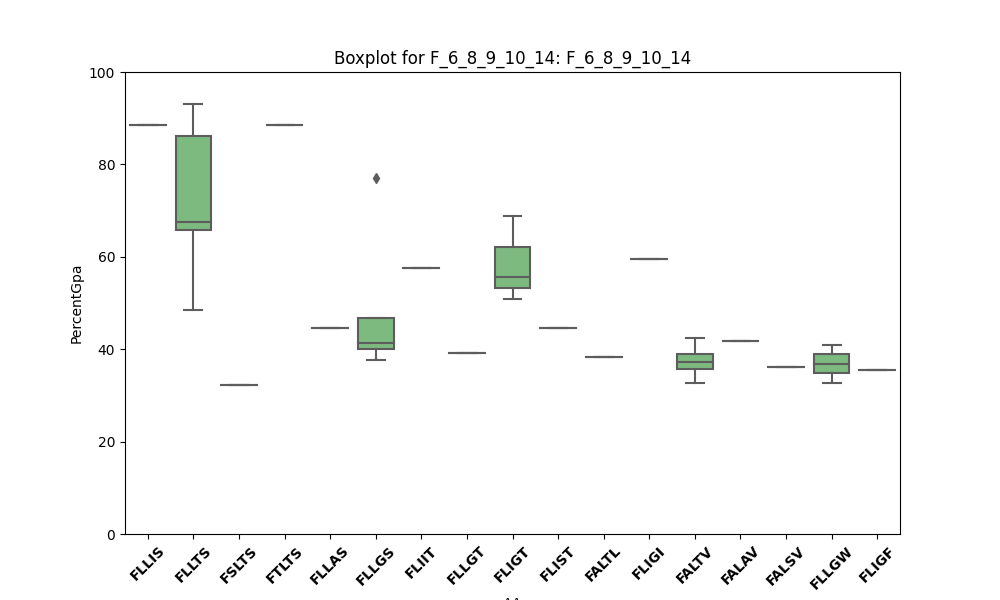 Boxplot for F_6_8_9_10_14: F_6_8_9_10_14
PercentGpa
100
80
60
40
20
0
FLLIS
FLLTS
FSLTS
FTLTS
FLLAS
FLLGS
FLIIT
FLLGT
FLIGT
FLIST
FALTL
FLIGI
FALTV
FALAV
FALSV
FLLGW
FLIGF